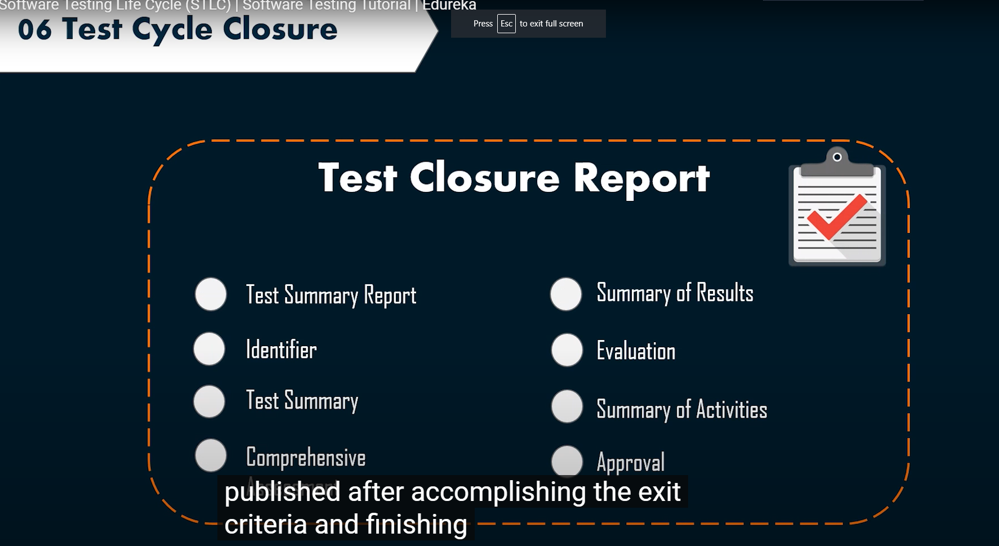 Software Testing Life Cycle (STLC) | Software Testing Tutorial | Edureka
06 Test Cycle Closure
Press Esc to exit full screen
Test Closure Report
Test Summary Report
Identifier
Test Summary
Comprehensive
Assessment
Summary of Results
Evaluation
Summary of Activities
Approval
published after accomplishing the exit
criteria and finishing